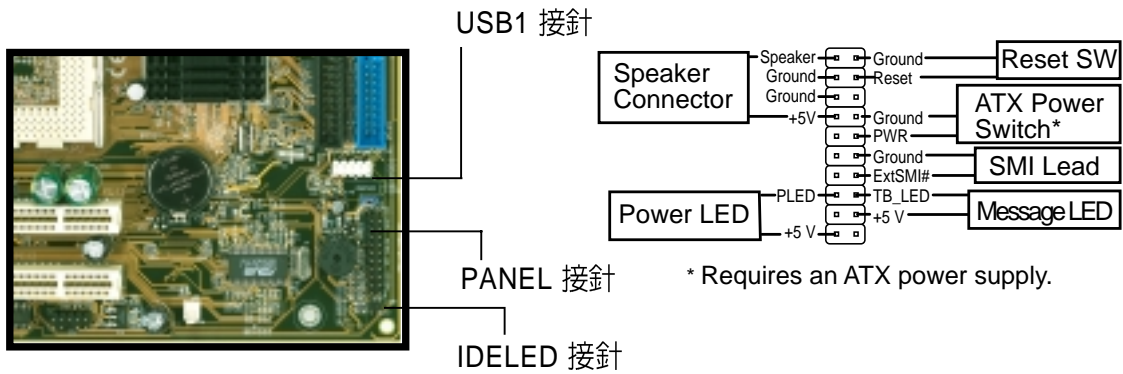 USB1 接針
PANEL 接針
IDELED 接針
Speaker
Connector
Speaker
Ground
Ground
+5V
Power LED
PLED
+5 V
Ground
Reset
Reset SW
Ground
PWR
ATX Power
Switch*
Ground
ExtSMI#
SMI Lead
TB_LED
+5 V
Message LED
* Requires an ATX power supply.